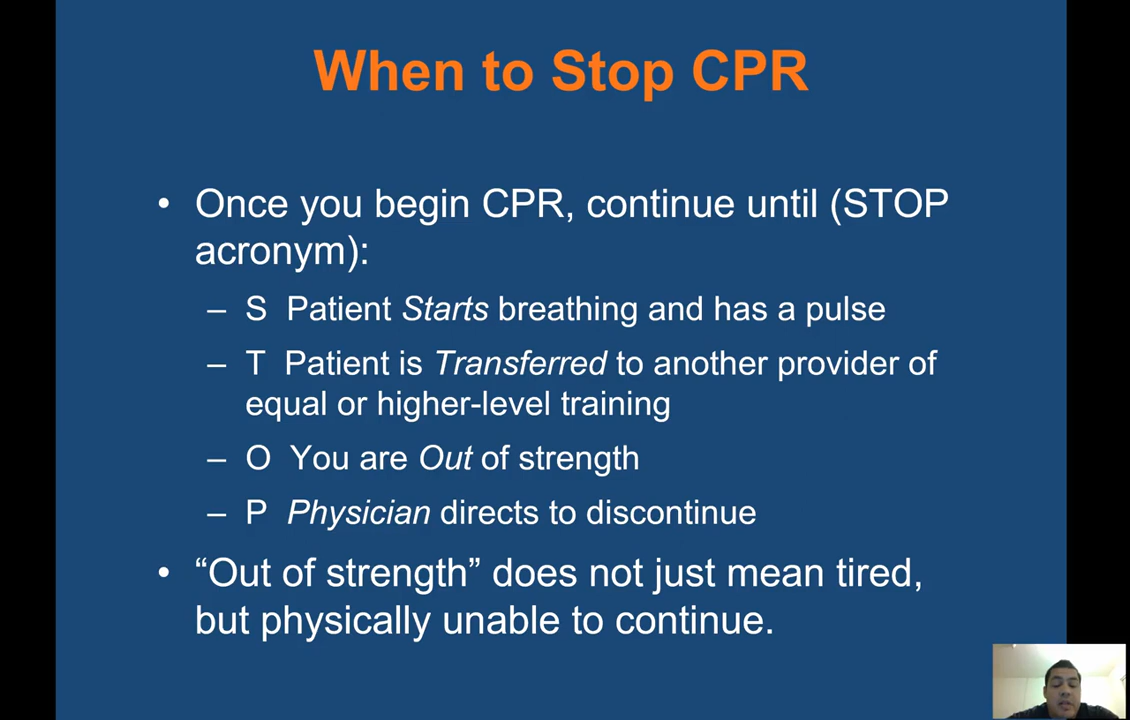 When to Stop CPR
• Once you begin CPR, continue until (STOP
acronym):
– S Patient Starts breathing and has a pulse
– T Patient is Transferred to another provider of
equal or higher-level training
– O You are Out of strength
– P Physician directs to discontinue
• “Out of strength” does not just mean tired,
but physically unable to continue.